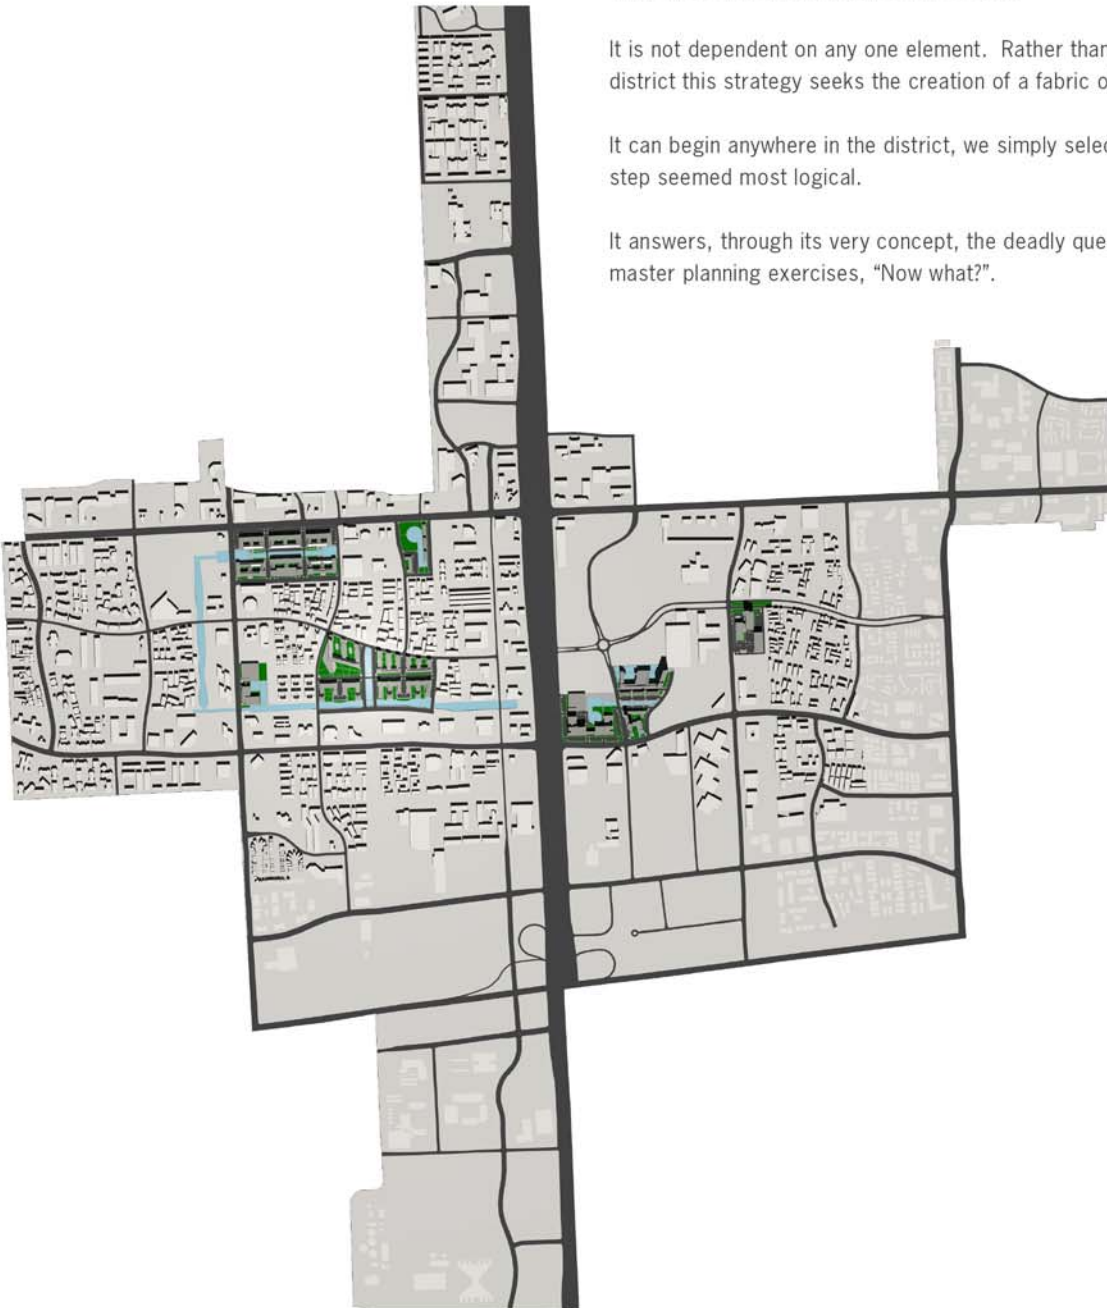 It is not dependent on any one element. Rather than
district this strategy seeks the creation of a fabric o
It can begin anywhere in the district, we simply selec
step seemed most logical.
It answers, through its very concept, the deadly que
master planning exercises, “Now what?”.